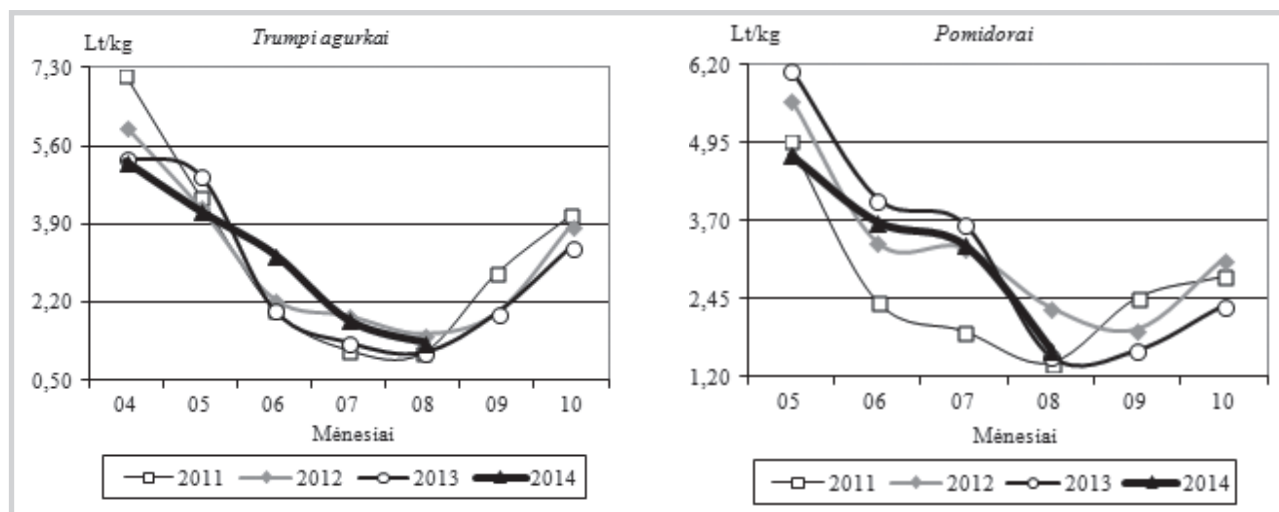 Lt/kg
Trumpi agurkai
7,30
5,60
3,90
2,20
0,50
04 05 06 07 08 09 10
Mėnesiai
2011 2012 2013 2014
Lt/kg
Pomidorai
6,20
4,95
3,70
2,45
1,20
05 06 07 08 09 10
Mėnesiai
2011 2012 2013 2014